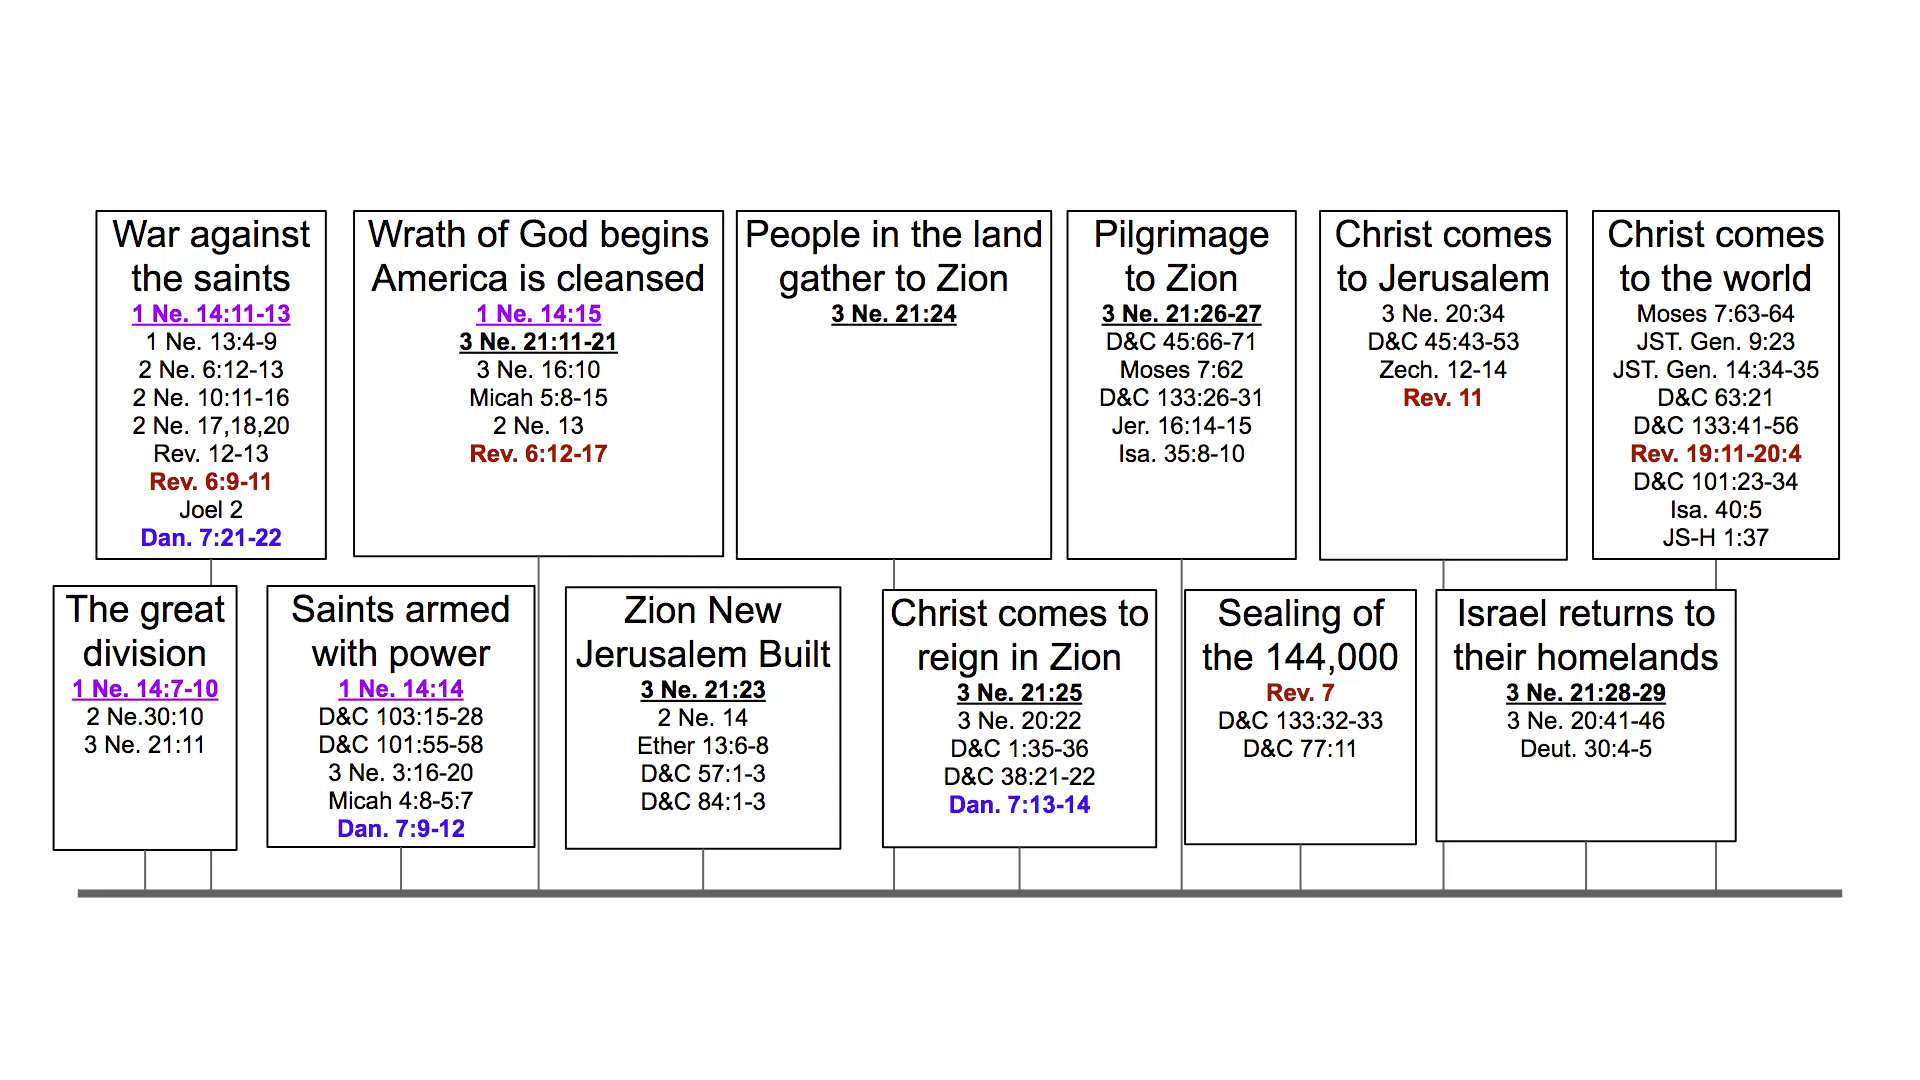 War against
the saints
1 Ne. 14:11-13
1 Ne. 13:4-9
2 Ne. 6:12-13
2 Ne. 10:11-16
2 Ne. 17,18,20
Rev. 12-13
Rev. 6:9-11
Joel 2
Dan. 7:21-22
Wrath of God begins
America is cleansed
1 Ne. 14:15
3 Ne. 21:11-21
3 Ne. 16:10
Micah 5:8-15
2 Ne. 13
Rev. 6:12-17
People in the land
gather to Zion
3 Ne. 21:24
Pilgrimage
to Zion
3 Ne. 21:26-27
D&C 45:66-71
Moses 7:62
D&C 133:26-31
Jer. 16:14-15
Isa. 35:8-10
Christ comes
to Jerusalem
3 Ne. 20:34
D&C 45:43-53
Zech. 12-14
Rev. 11
Christ comes
to the world
Moses 7:63-64
JST. Gen. 9:23
JST. Gen. 14:34-35
D&C 63:21
D&C 133:41-56
Rev. 19:11-20:4
D&C 101:23-34
Isa. 40:5
JS-H 1:37
The great
division
1 Ne. 14:7-10
2 Ne.30:10
3 Ne. 21:11
Saints armed
with power
1 Ne. 14:14
D&C 103:15-28
D&C 101:55-58
3 Ne. 3:16-20
Micah 4:8-5:7
Dan. 7:9-12
Zion New
Jerusalem Built
3 Ne. 21:23
2 Ne. 14
Ether 13:6-8
D&C 57:1-3
D&C 84:1-3
Christ comes to
reign in Zion
3 Ne. 21:25
3 Ne. 20:22
D&C 1:35-36
D&C 38:21-22
Dan. 7:13-14
Sealing of
the 144,000
Rev. 7
D&C 133:32-33
D&C 77:11
Israel returns to
their homelands
3 Ne. 21:28-29
3 Ne. 20:41-46
Deut. 30:4-5